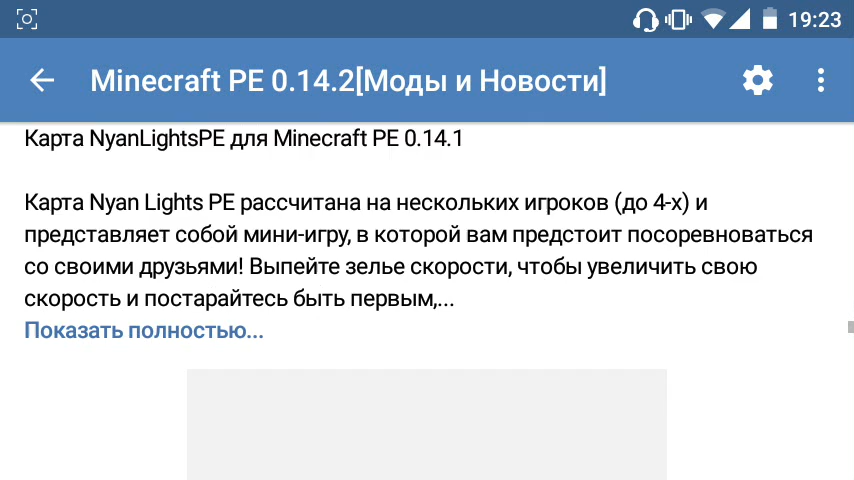 19:23
Minecraft PE 0.14.2[Моды и Новости]
Карта NyanLightsPE для Minecraft PE 0.14.1
Карта Nyan Lights PE рассчитана на нескольких игроков (до 4-х) и
представляет собой мини-игру, в которой вам предстоит посоревноваться
со своими друзьями! Выпейте зелье скорости, чтобы увеличить свою
скорость и постарайтесь быть первым,...
Показать полностью...